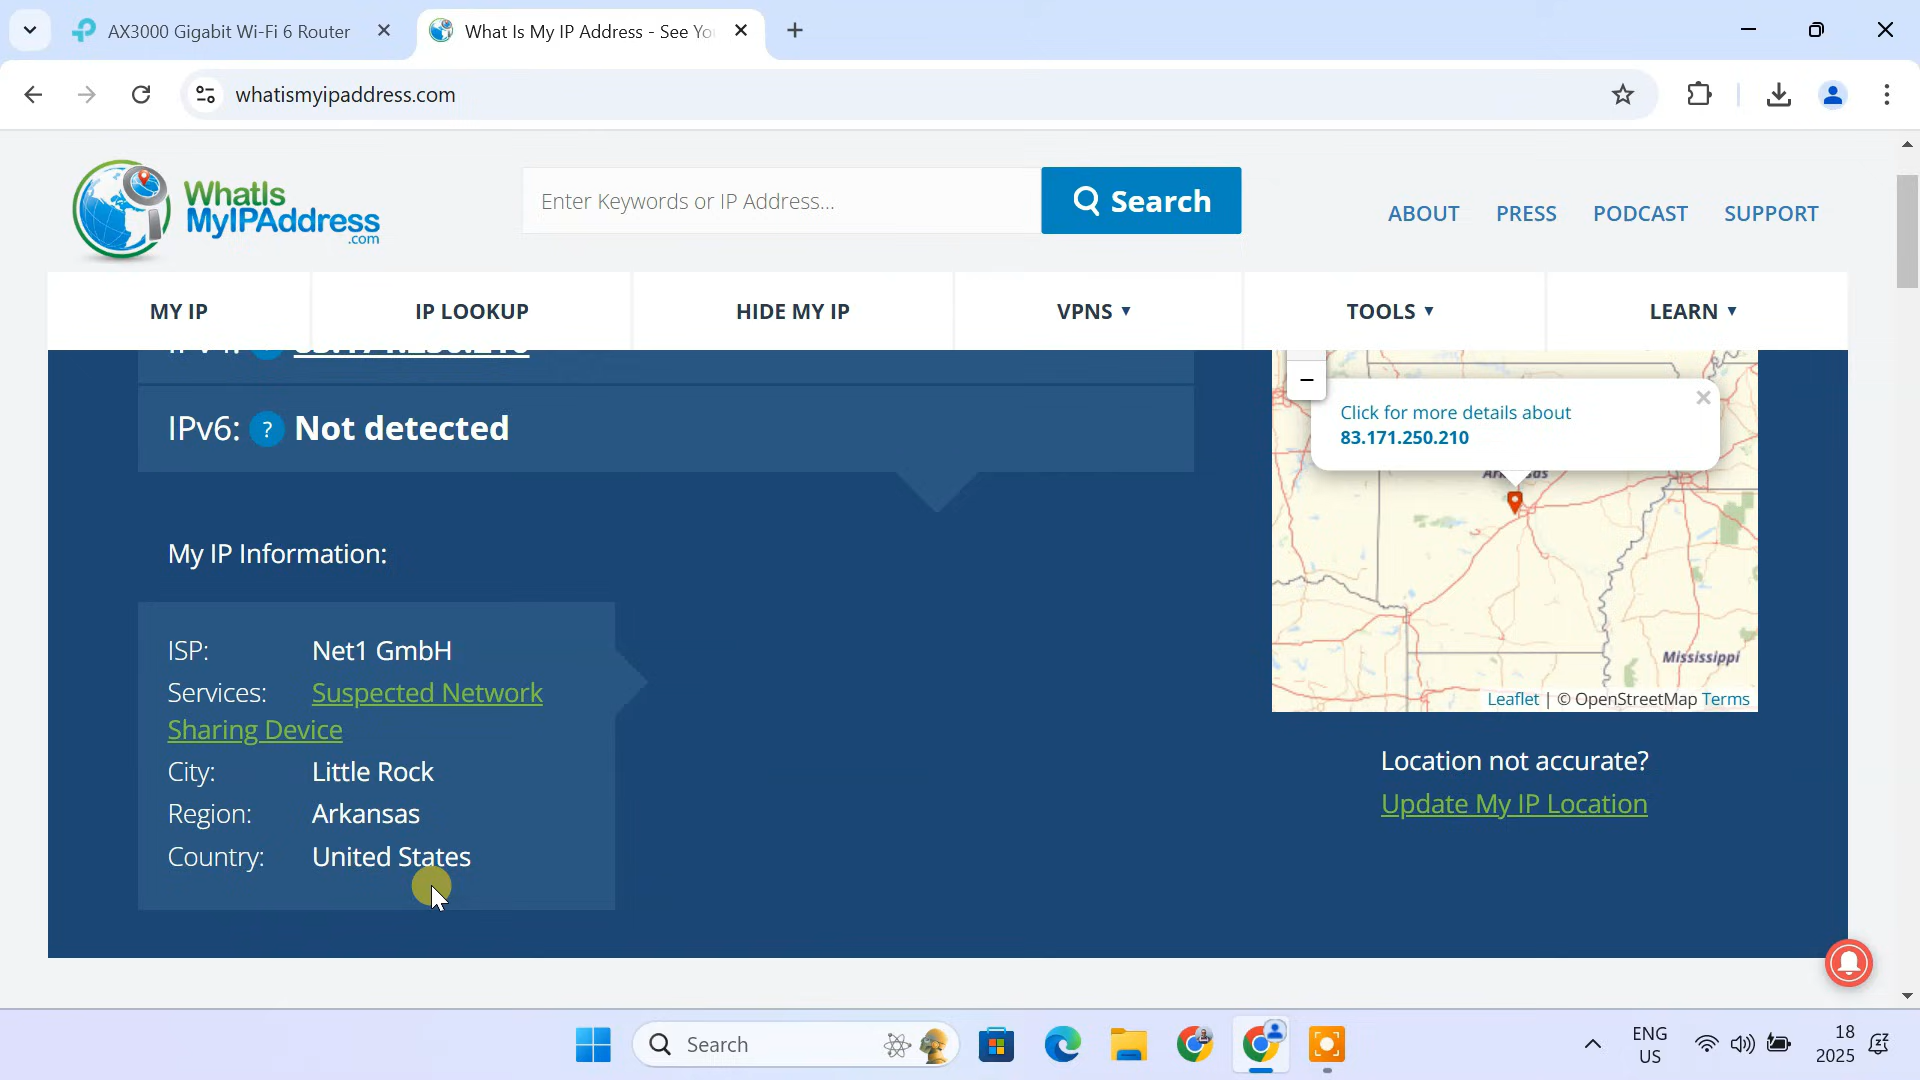 AX3000 Gigabit Wi-Fi 6 Router
What Is My IP Address - See Yo
whatismyipaddress.com
WhatIs
MyIPAddress
.com
Enter Keywords or IP Address...
Search
ABOUT
PRESS
PODCAST
SUPPORT
MY IP
IP LOOKUP
HIDE MY IP
VPNS ▼
TOOLS ▼
LEARN ▼
IPv6: ? Not detected
My IP Information:
ISP: Net1 GmbH
Services: Suspected Network
Sharing Device
City: Little Rock
Region: Arkansas
Country: United States
−
Click for more details about
83.171.250.210
×
Mississippi
Leaflet | © OpenStreetMap Terms
Location not accurate?
Update My IP Location
Search
ENG
US
18
2025